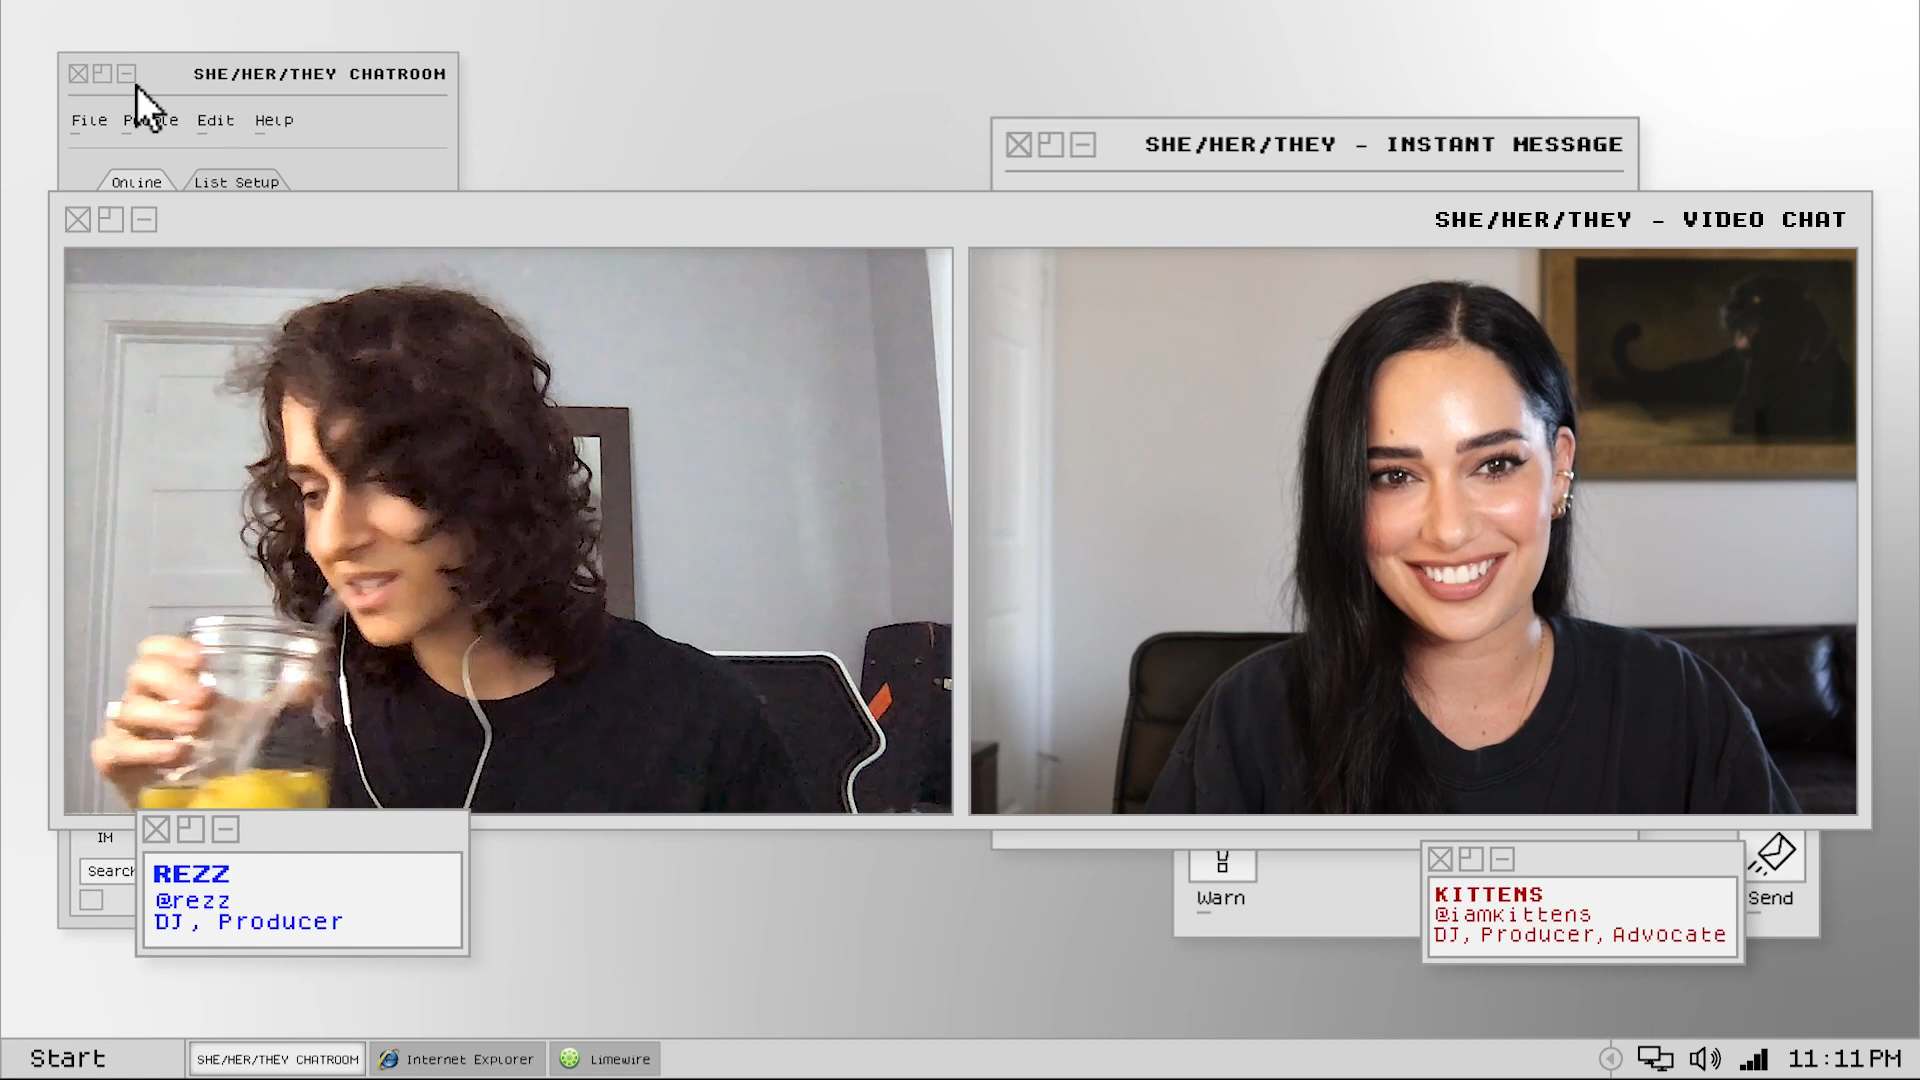 SHE/HER/THEY CHATROOM
File People Edit Help
Online List Setup
SHE/HER/THEY - INSTANT MESSAGE
SHE/HER/THEY - VIDEO CHAT
IM
Search
REZZ
@rezz
DJ, Producer
Warn
KITTENS
@iamkittens
DJ, Producer, Advocate
Send
Start
SHE/HER/THEY CHATROOM
Internet Explorer
Limewire
11:11PM